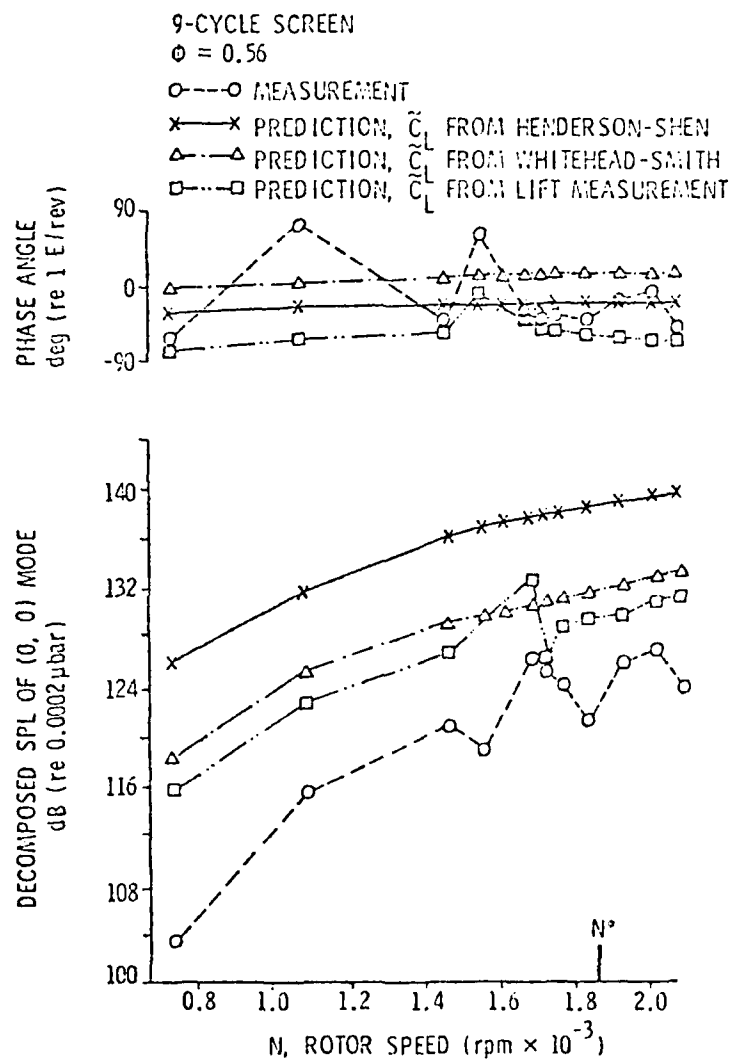 9-CYCLE SCREEN
Φ = 0.56
MEASUREMENT
PREDICTION, C̃L FROM HENDERSON-SHEN
PREDICTION, C̃L FROM WHITEHEAD-SMITH
PREDICTION, C̃L FROM LIFT MEASUREMENT
PHASE ANGLE
deg (re 1 E/rev)
90
0
-90
DECOMPOSED SPL OF (0, 0) MODE
dB (re 0.0002 μbar)
140
132
124
116
108
100
N°
0.8 1.0 1.2 1.4 1.6 1.8 2.0
N, ROTOR SPEED (rpm × 10⁻³)